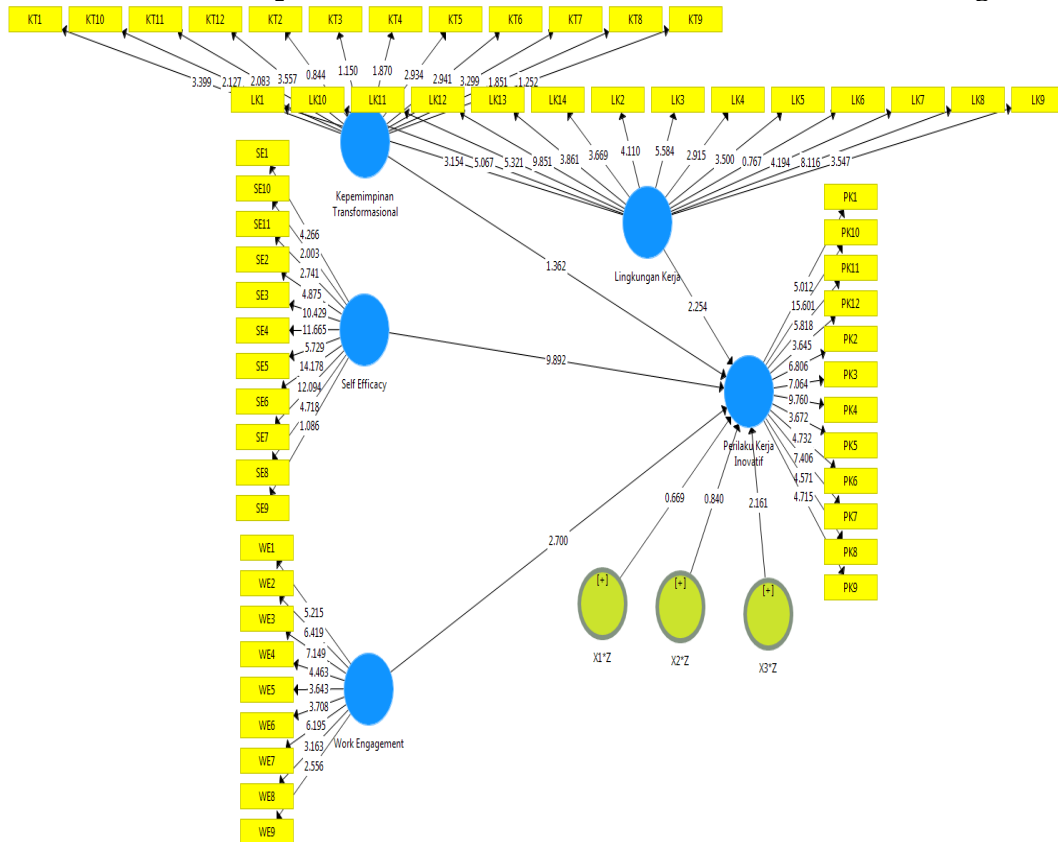 KT1 KT10 KT11 KT12 KT2 KT3 KT4 KT5 KT6 KT7 KT8 KT9
3.399 2.127 2.083 3.557 0.844 1.150 1.870 2.934 2.941 3.299 1.851 1.252
LK1 LK10 LK11 LK12 LK13 LK14 LK2 LK3 LK4 LK5 LK6 LK7 LK8 LK9
3.154 5.067 5.321 9.851 3.861 3.669 4.110 5.584 2.915 3.500 0.767 4.194 8.116 3.547
Kepemimpinan
Transformasional
Lingkungan Kerja
1.362
2.254
SE1
SE10
SE11
SE2
SE3
SE4
SE5
SE6
SE7
SE8
SE9
4.266
2.003
2.741
4.875
10.429
11.665
5.729
14.178
12.094
4.718
1.086
Self Efficacy
9.892
PK1
PK10
PK11
PK12
PK2
PK3
PK4
PK5
PK6
PK7
PK8
PK9
5.012
15.601
5.818
3.645
6.806
7.064
9.760
3.672
4.732
7.406
4.571
4.715
Perilaku Kerja
Inovatif
WE1
WE2
WE3
WE4
WE5
WE6
WE7
WE8
WE9
5.215
6.419
7.149
4.463
3.643
3.708
6.195
3.163
2.556
Work Engagement
2.700
0.669
0.840
2.161
[+] [+] [+]
X1*Z X2*Z X3*Z